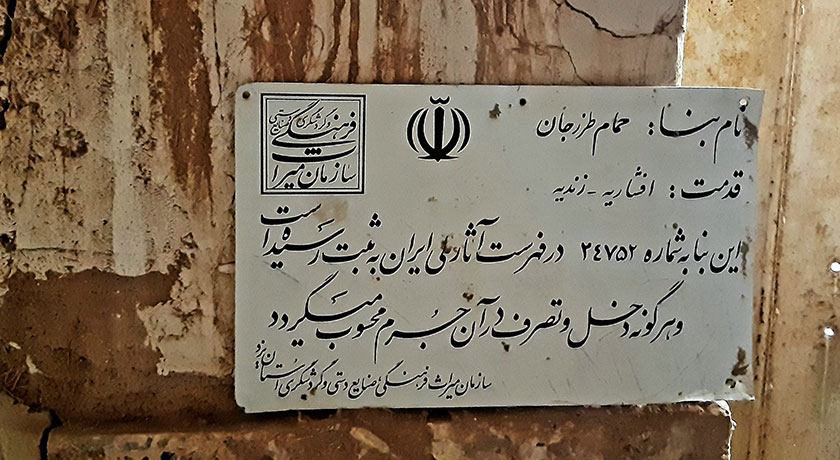 نام بنا: حمام طزرجان
قدمت: افشاریه - زندیه
این بنا به شماره ۲۴۷۵۲ در فهرست آثار ملی ایران به ثبت رسیده است
و هرگونه دخل و تصرف در آن جرم محسوب میگردد
سازمان میراث فرهنگی، صنایع دستی و گردشگری استان یزد
سازمان میراث
فرهنگی
و گردشگری